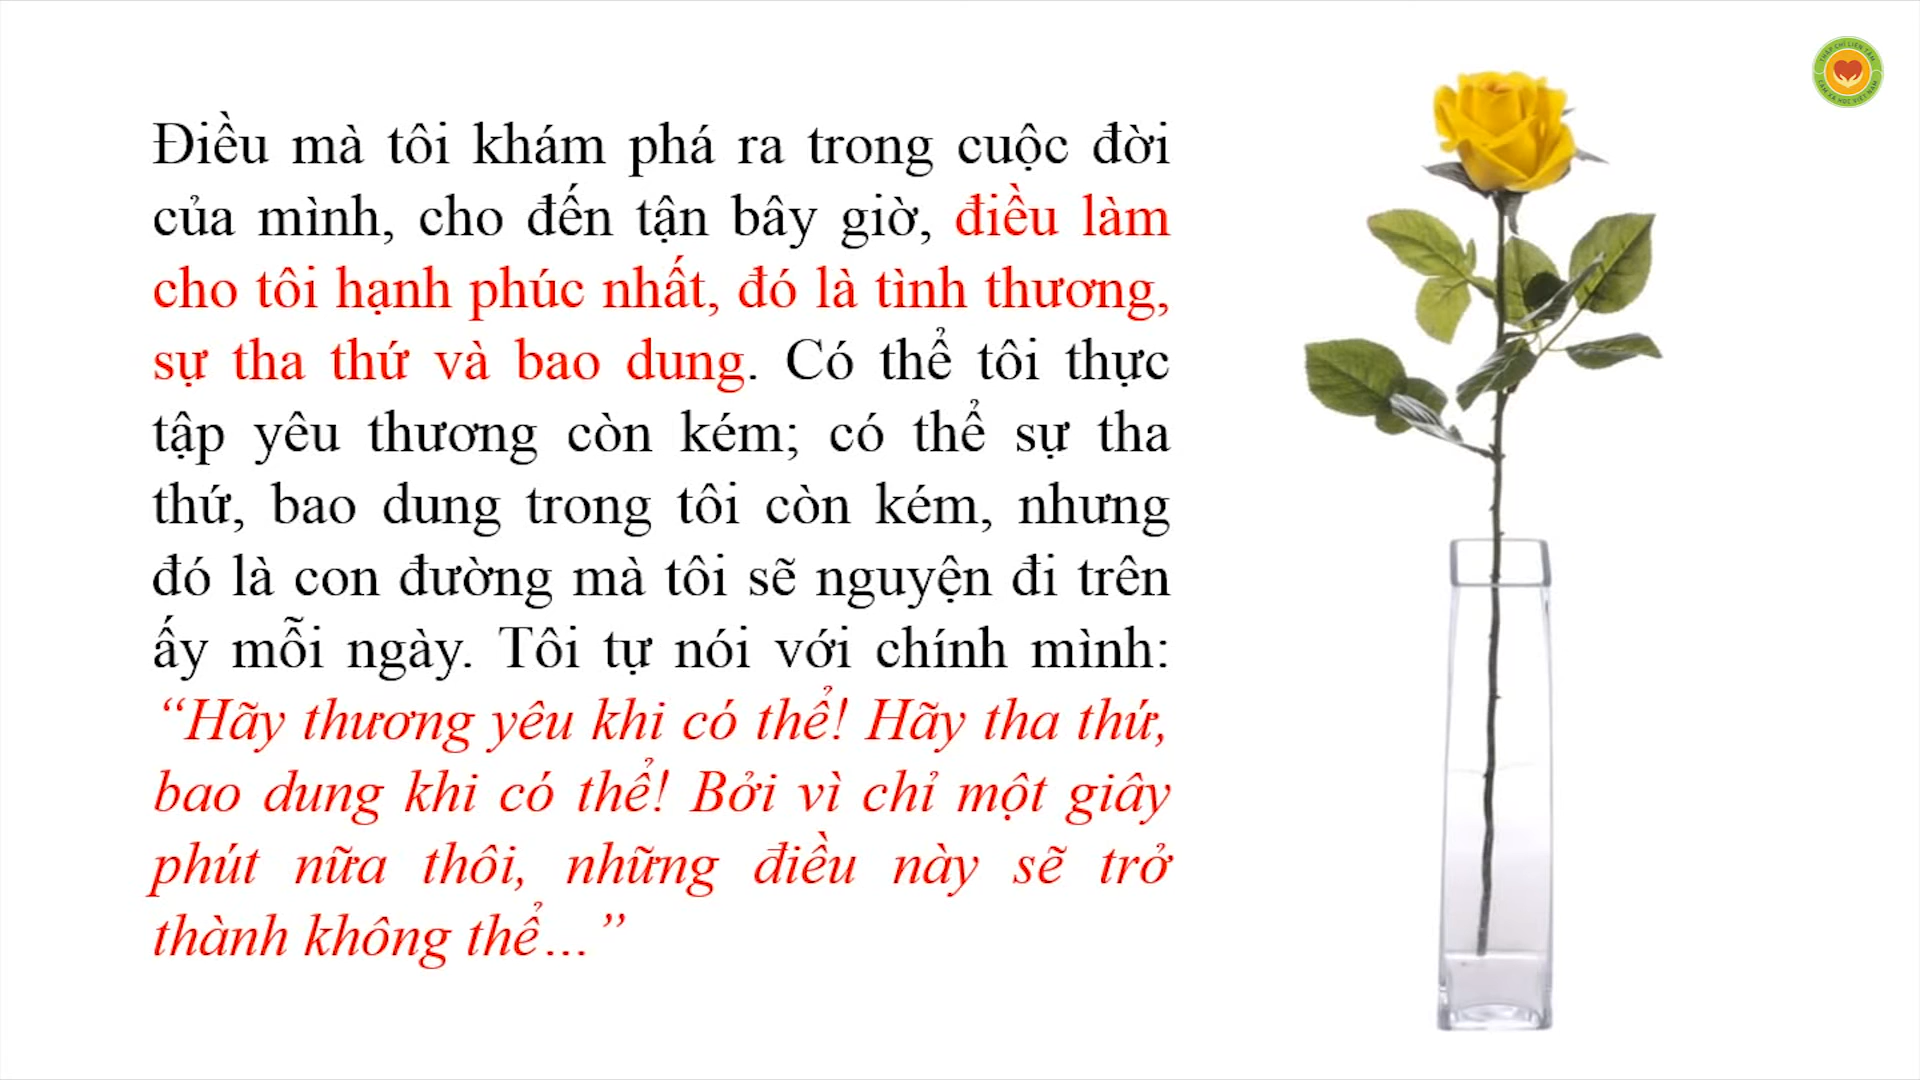 Điều mà tôi khám phá ra trong cuộc đời
của mình, cho đến tận bây giờ, điều làm
cho tôi hạnh phúc nhất, đó là tình thương,
sự tha thứ và bao dung. Có thể tôi thực
tập yêu thương còn kém; có thể sự tha
thứ, bao dung trong tôi còn kém, nhưng
đó là con đường mà tôi sẽ nguyện đi trên
ấy mỗi ngày. Tôi tự nói với chính mình:
“Hãy thương yêu khi có thể! Hãy tha thứ,
bao dung khi có thể! Bởi vì chỉ một giây
phút nữa thôi, những điều này sẽ trở
thành không thể…”